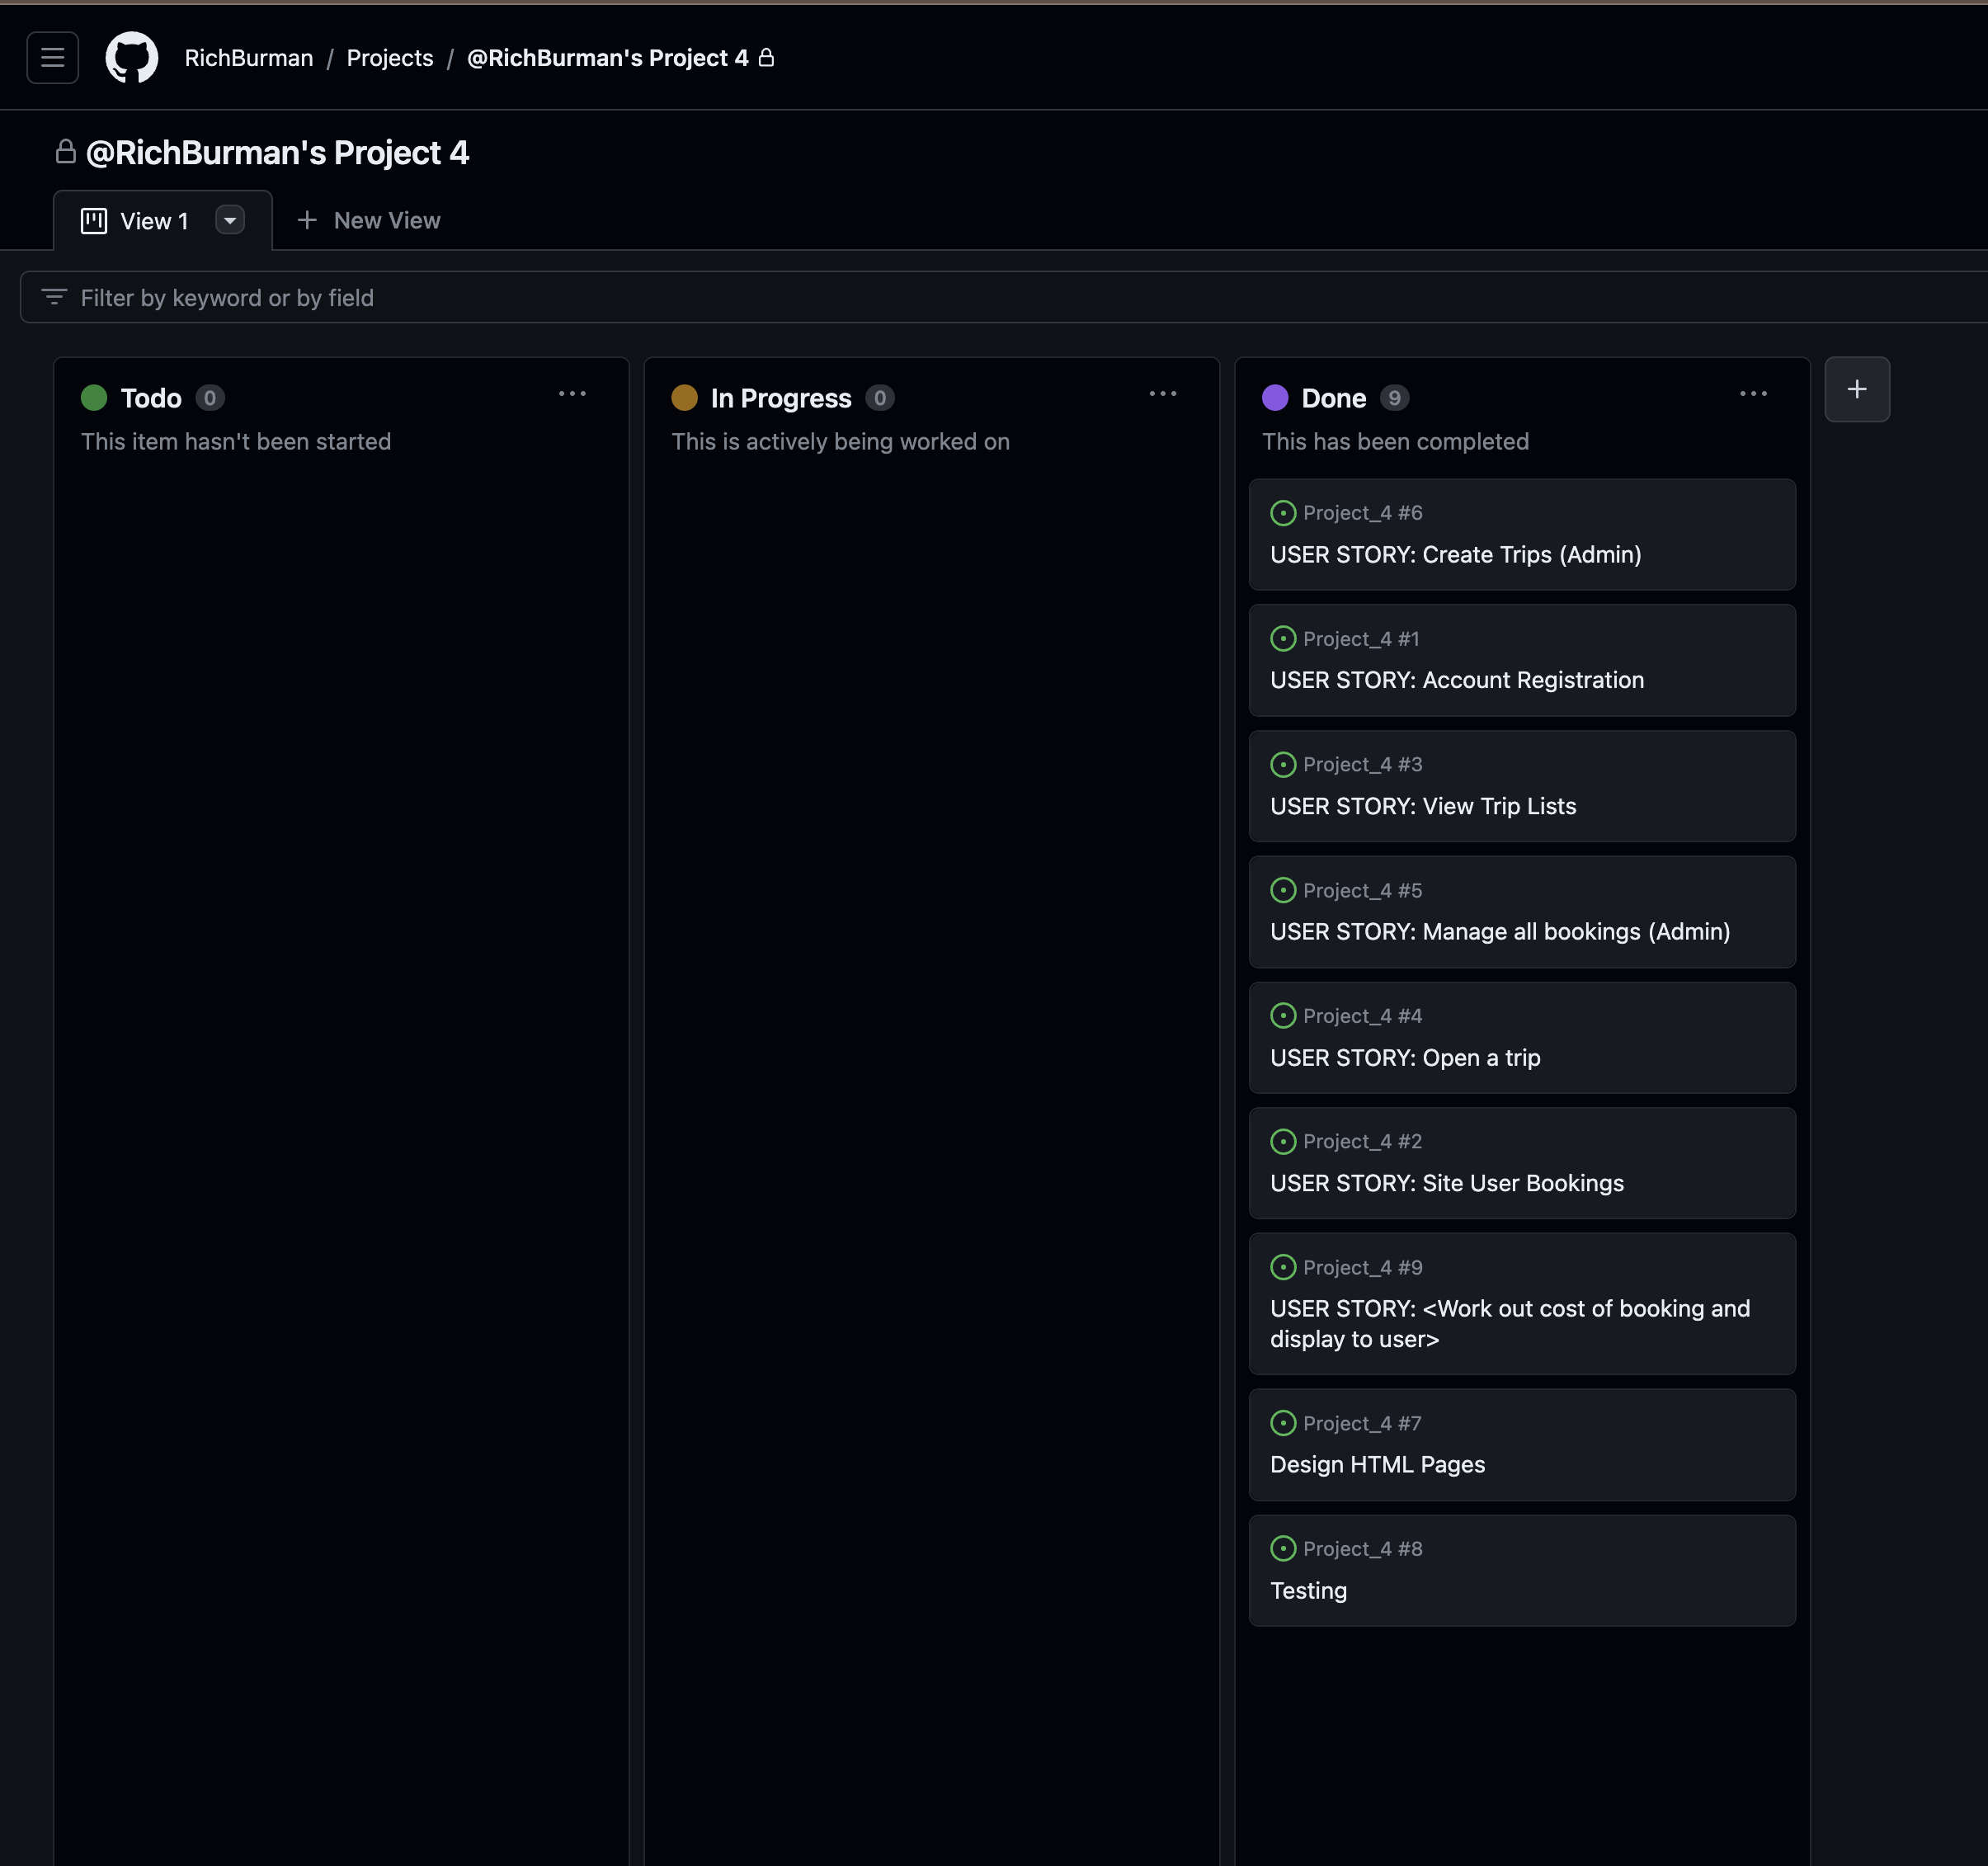 RichBurman / Projects / @RichBurman's Project 4
@RichBurman's Project 4
View 1
New View
Filter by keyword or by field
Todo 0
This item hasn't been started
In Progress 0
This is actively being worked on
Done 9
This has been completed
Project_4 #6
USER STORY: Create Trips (Admin)
Project_4 #1
USER STORY: Account Registration
Project_4 #3
USER STORY: View Trip Lists
Project_4 #5
USER STORY: Manage all bookings (Admin)
Project_4 #4
USER STORY: Open a trip
Project_4 #2
USER STORY: Site User Bookings
Project_4 #9
USER STORY: <Work out cost of booking and
display to user>
Project_4 #7
Design HTML Pages
Project_4 #8
Testing